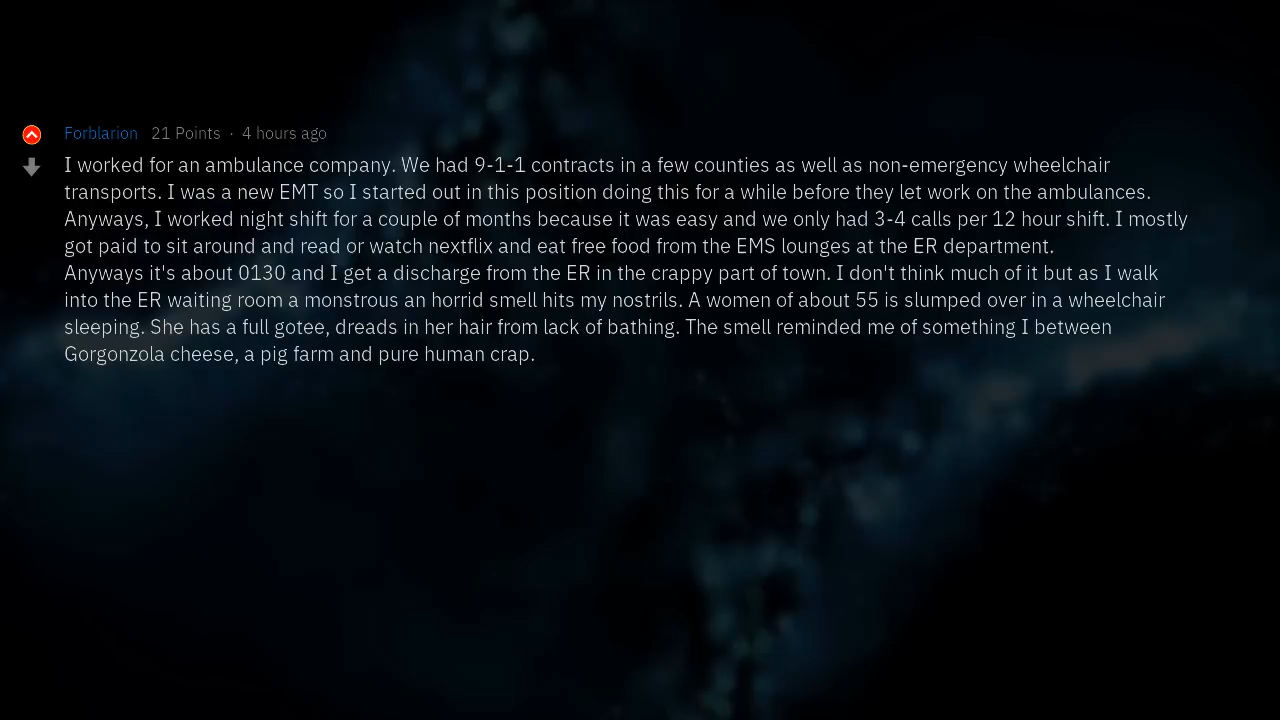 Forblarion 21 Points · 4 hours ago
I worked for an ambulance company. We had 9-1-1 contracts in a few counties as well as non-emergency wheelchair
transports. I was a new EMT so I started out in this position doing this for a while before they let work on the ambulances.
Anyways, I worked night shift for a couple of months because it was easy and we only had 3-4 calls per 12 hour shift. I mostly
got paid to sit around and read or watch nextflix and eat free food from the EMS lounges at the ER department.
Anyways it's about 0130 and I get a discharge from the ER in the crappy part of town. I don't think much of it but as I walk
into the ER waiting room a monstrous an horrid smell hits my nostrils. A women of about 55 is slumped over in a wheelchair
sleeping. She has a full gotee, dreads in her hair from lack of bathing. The smell reminded me of something I between
Gorgonzola cheese, a pig farm and pure human crap.